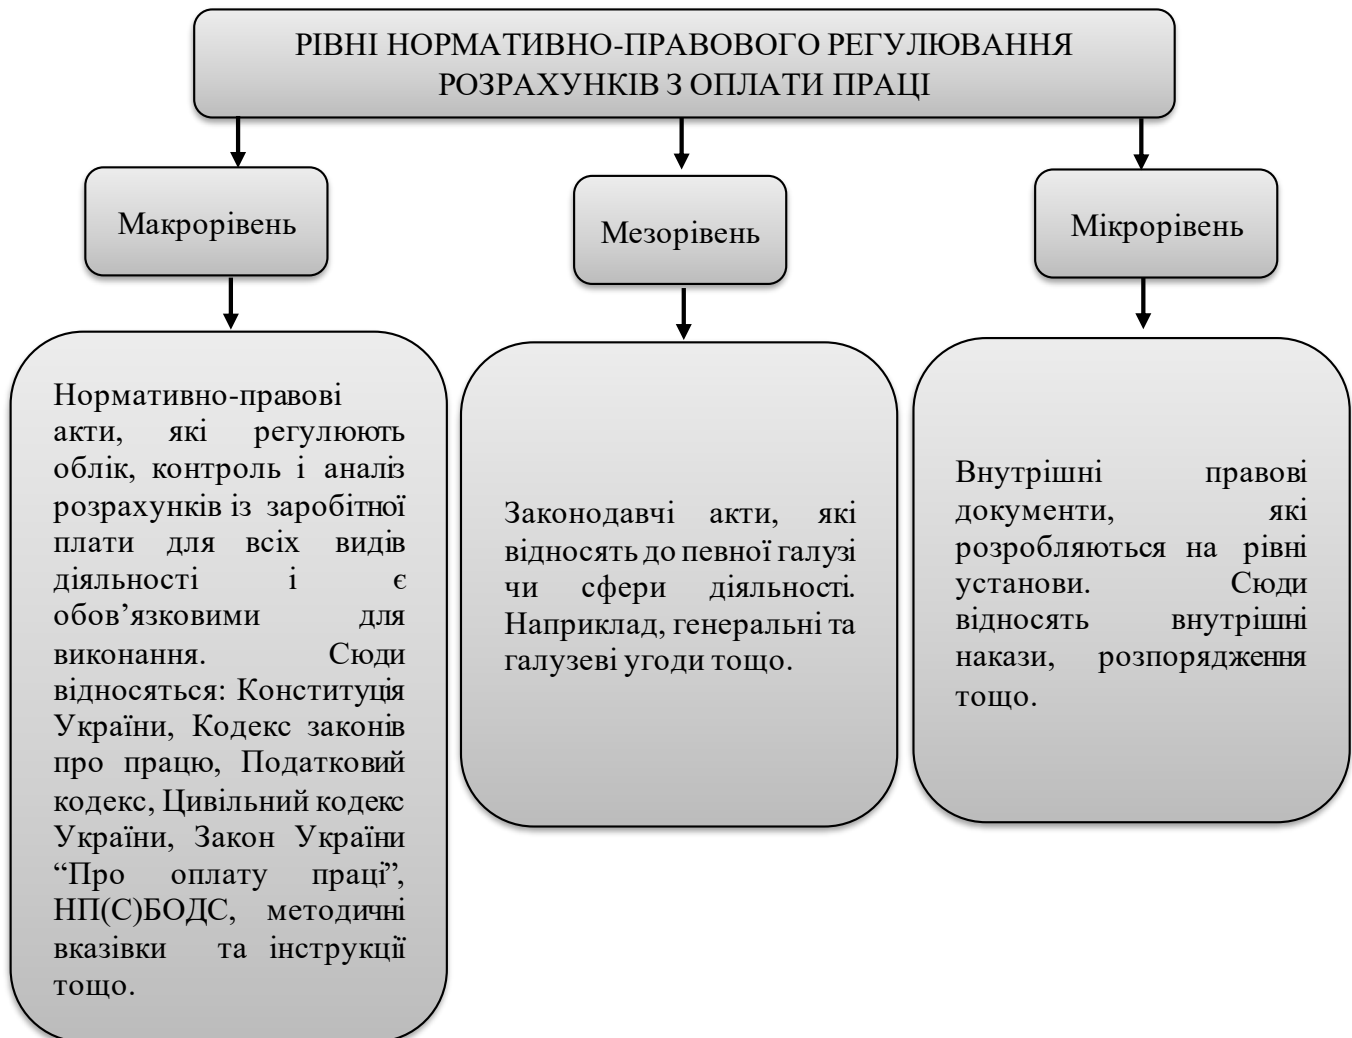 РІВНІ НОРМАТИВНО-ПРАВОВОГО РЕГУЛЮВАННЯ
РОЗРАХУНКІВ З ОПЛАТИ ПРАЦІ
Макрорівень
Мезорівень
Мікрорівень
Нормативно-правові
акти, які регулюють
облік, контроль і аналіз
розрахунків із заробітної
плати для всіх видів
діяльності і є
обов’язковими для
виконання. Сюди
відносяться: Конституція
України, Кодекс законів
про працю, Податковий
кодекс, Цивільний кодекс
України, Закон України
“Про оплату праці”,
НП(С)БОДС, методичні
вказівки та інструкції
тощо.
Законодавчі акти, які
відносять до певної галузі
чи сфери діяльності.
Наприклад, генеральні та
галузеві угоди тощо.
Внутрішні правові
документи, які
розробляються на рівні
установи. Сюди
відносять внутрішні
накази, розпорядження
тощо.